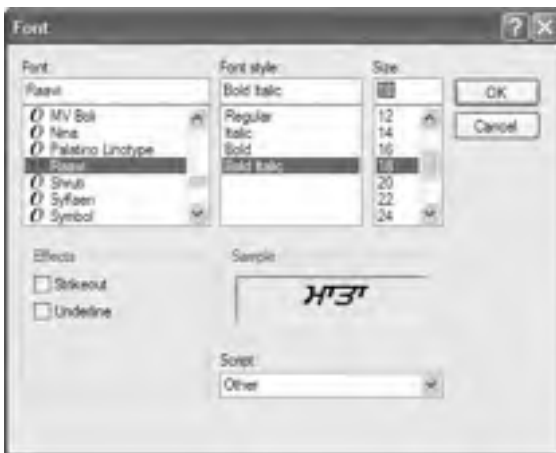 Font
Font:
Raavi
MV Boli
Nina
Palatino Linotype
Raavi
Shruti
Sylfaen
Symbol
Font style:
Bold Italic
Regular
Italic
Bold
Bold Italic
Size:
18
12
14
16
18
20
22
24
OK
Cancel
Effects
Strikeout
Underline
Sample
Script:
Other